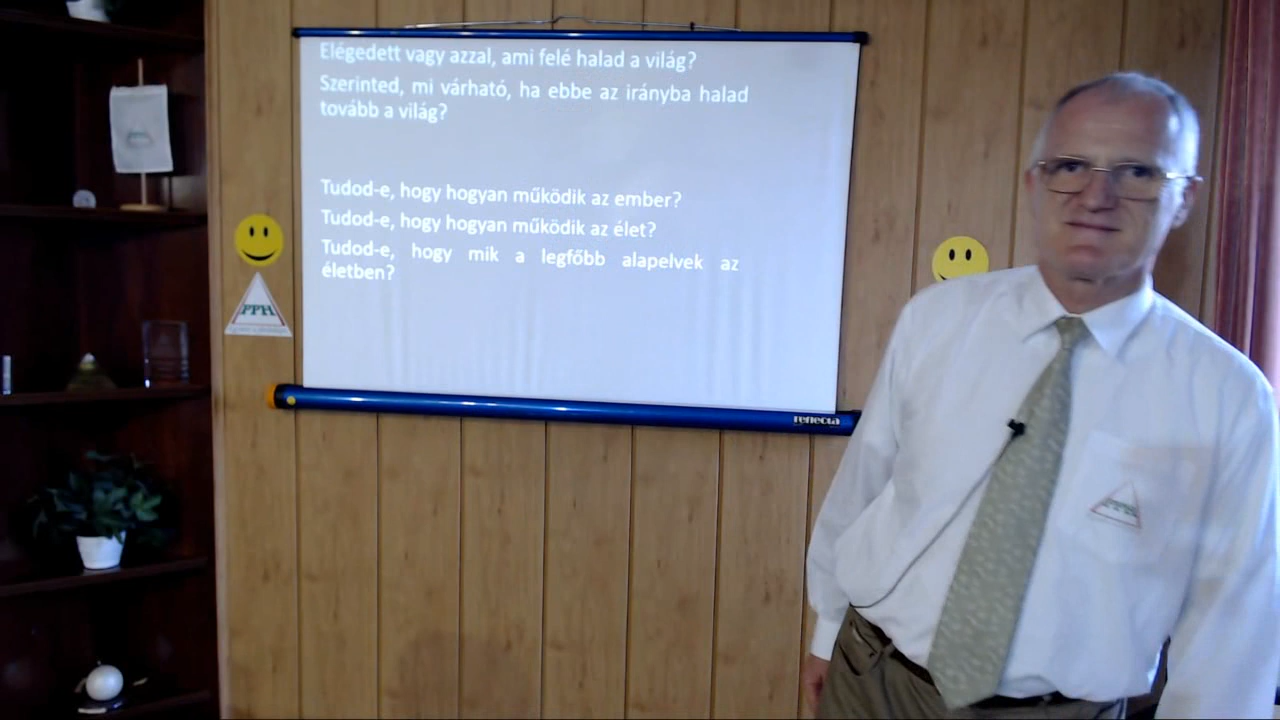 Elégedett vagy azzal, ami felé halad a világ?
Szerinted, mi várható, ha ebbe az irányba halad
tovább a világ?
Tudod-e, hogy hogyan működik az ember?
Tudod-e, hogy hogyan működik az élet?
Tudod-e, hogy mik a legfőbb alapelvek az
életben?
PPH
reflecta